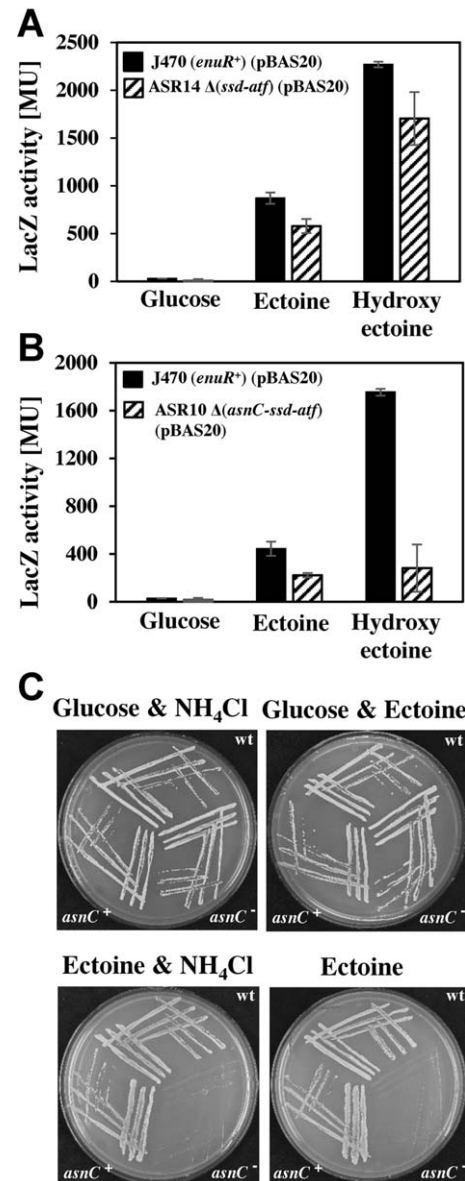 A
2500
2000
1500
1000
500
0
LacZ activity [MU]
J470 (enuR+) (pBAS20)
ASR14 Δ(ssd-atf) (pBAS20)
Glucose Ectoine Hydroxy
ectoine
B
1800
1200
800
400
0
LacZ activity [MU]
J470 (enuR+) (pBAS20)
ASR10 Δ(asnC-ssd-atf)
(pBAS20)
Glucose Ectoine Hydroxy
ectoine
C
Glucose & NH4Cl Glucose & Ectoine
wt wt
asnC+ asnC- asnC+ asnC-
Ectoine & NH4Cl Ectoine
wt wt
asnC+ asnC- asnC+ asnC-